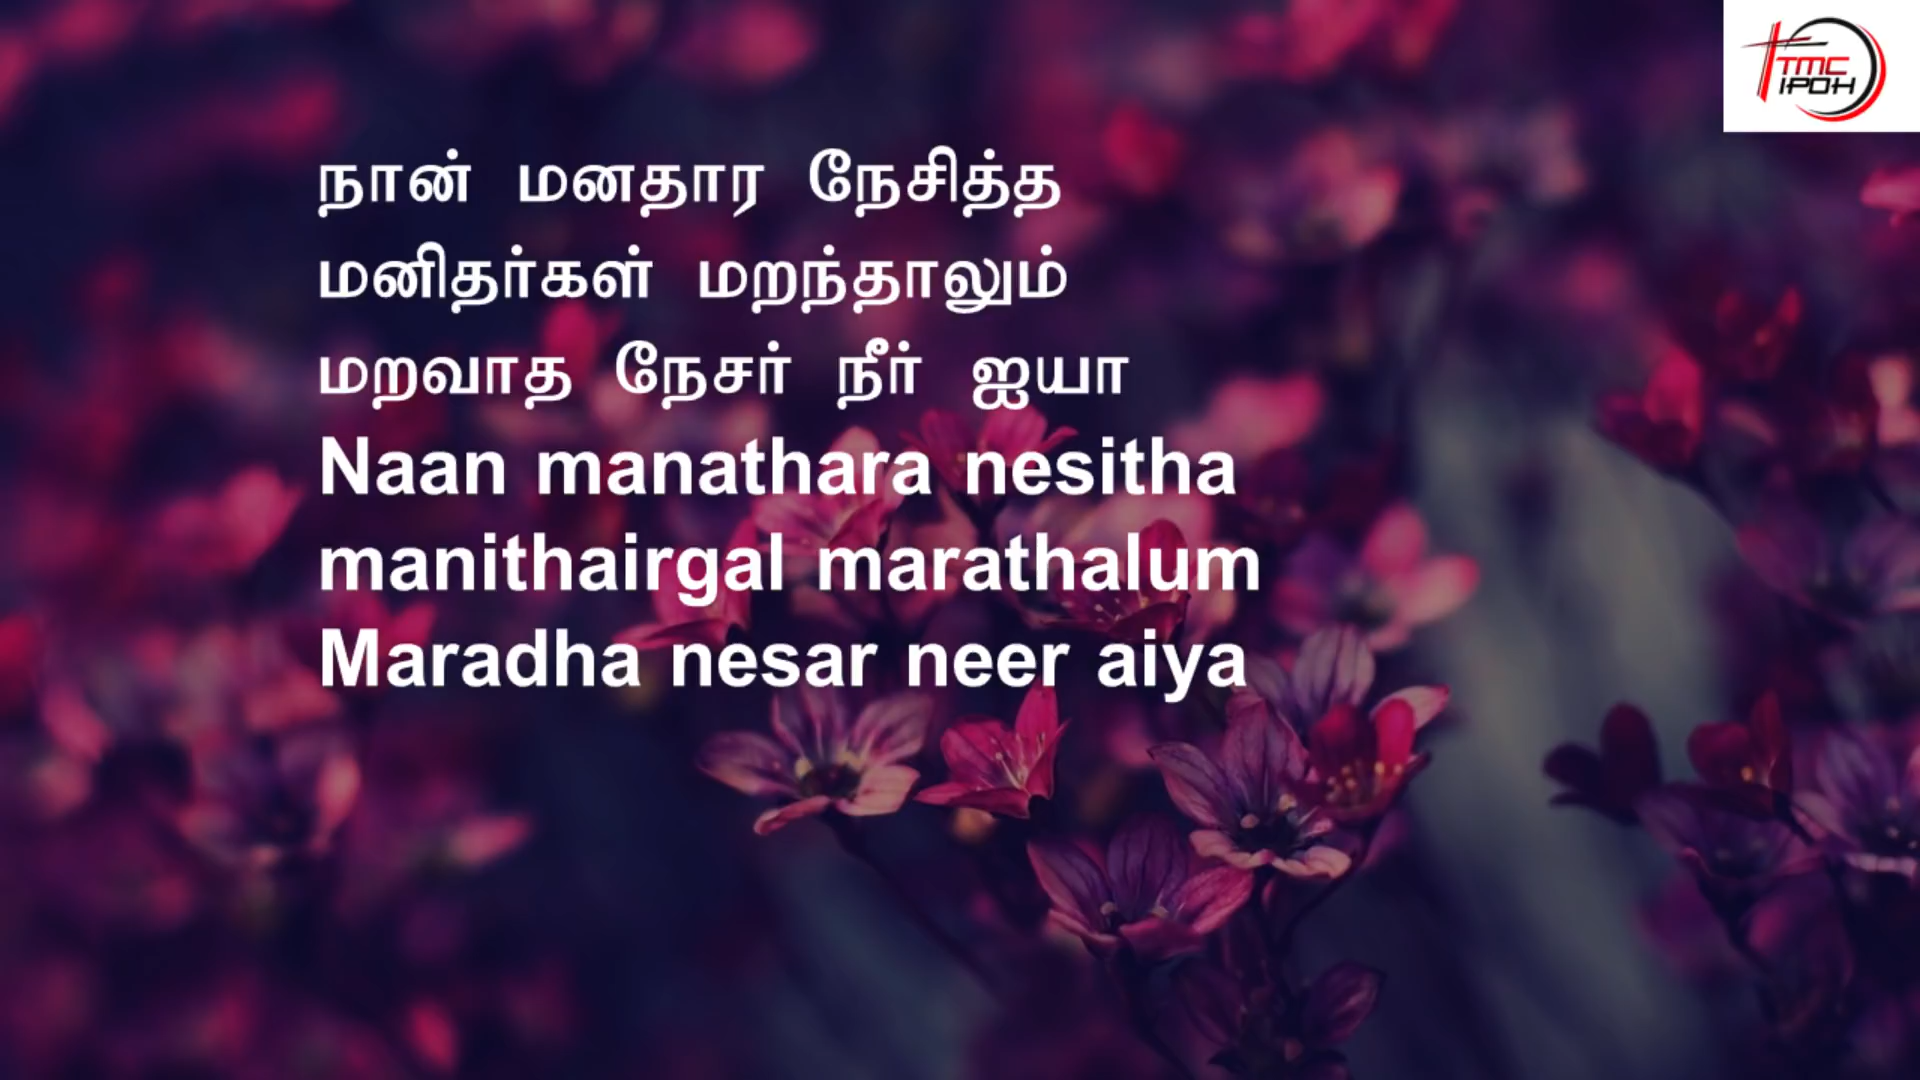 நான் மனதார நேசித்த
மனிதர்கள் மறந்தாலும்
மறவாத நேசர் நீர் ஐயா
Naan manathara nesitha
manithairgal marathalum
Maradha nesar neer aiya
TMC
IPOH